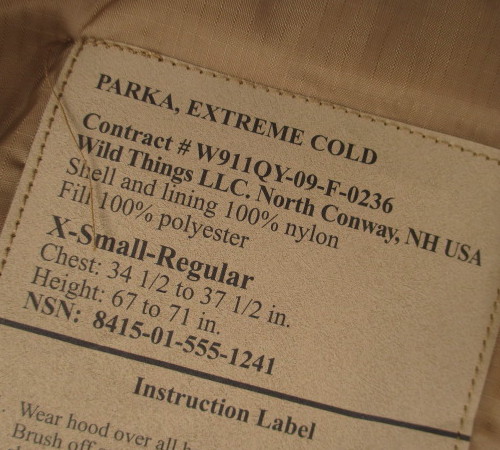 PARKA, EXTREME COLD
Contract # W911QY-09-F-0236
Wild Things LLC. North Conway, NH USA
Shell and lining 100% nylon
Fill 100% polyester
X-Small-Regular
Chest: 34 1/2 to 37 1/2 in.
Height: 67 to 71 in.
NSN: 8415-01-555-1241
Instruction Label
Wear hood over all
Brush off